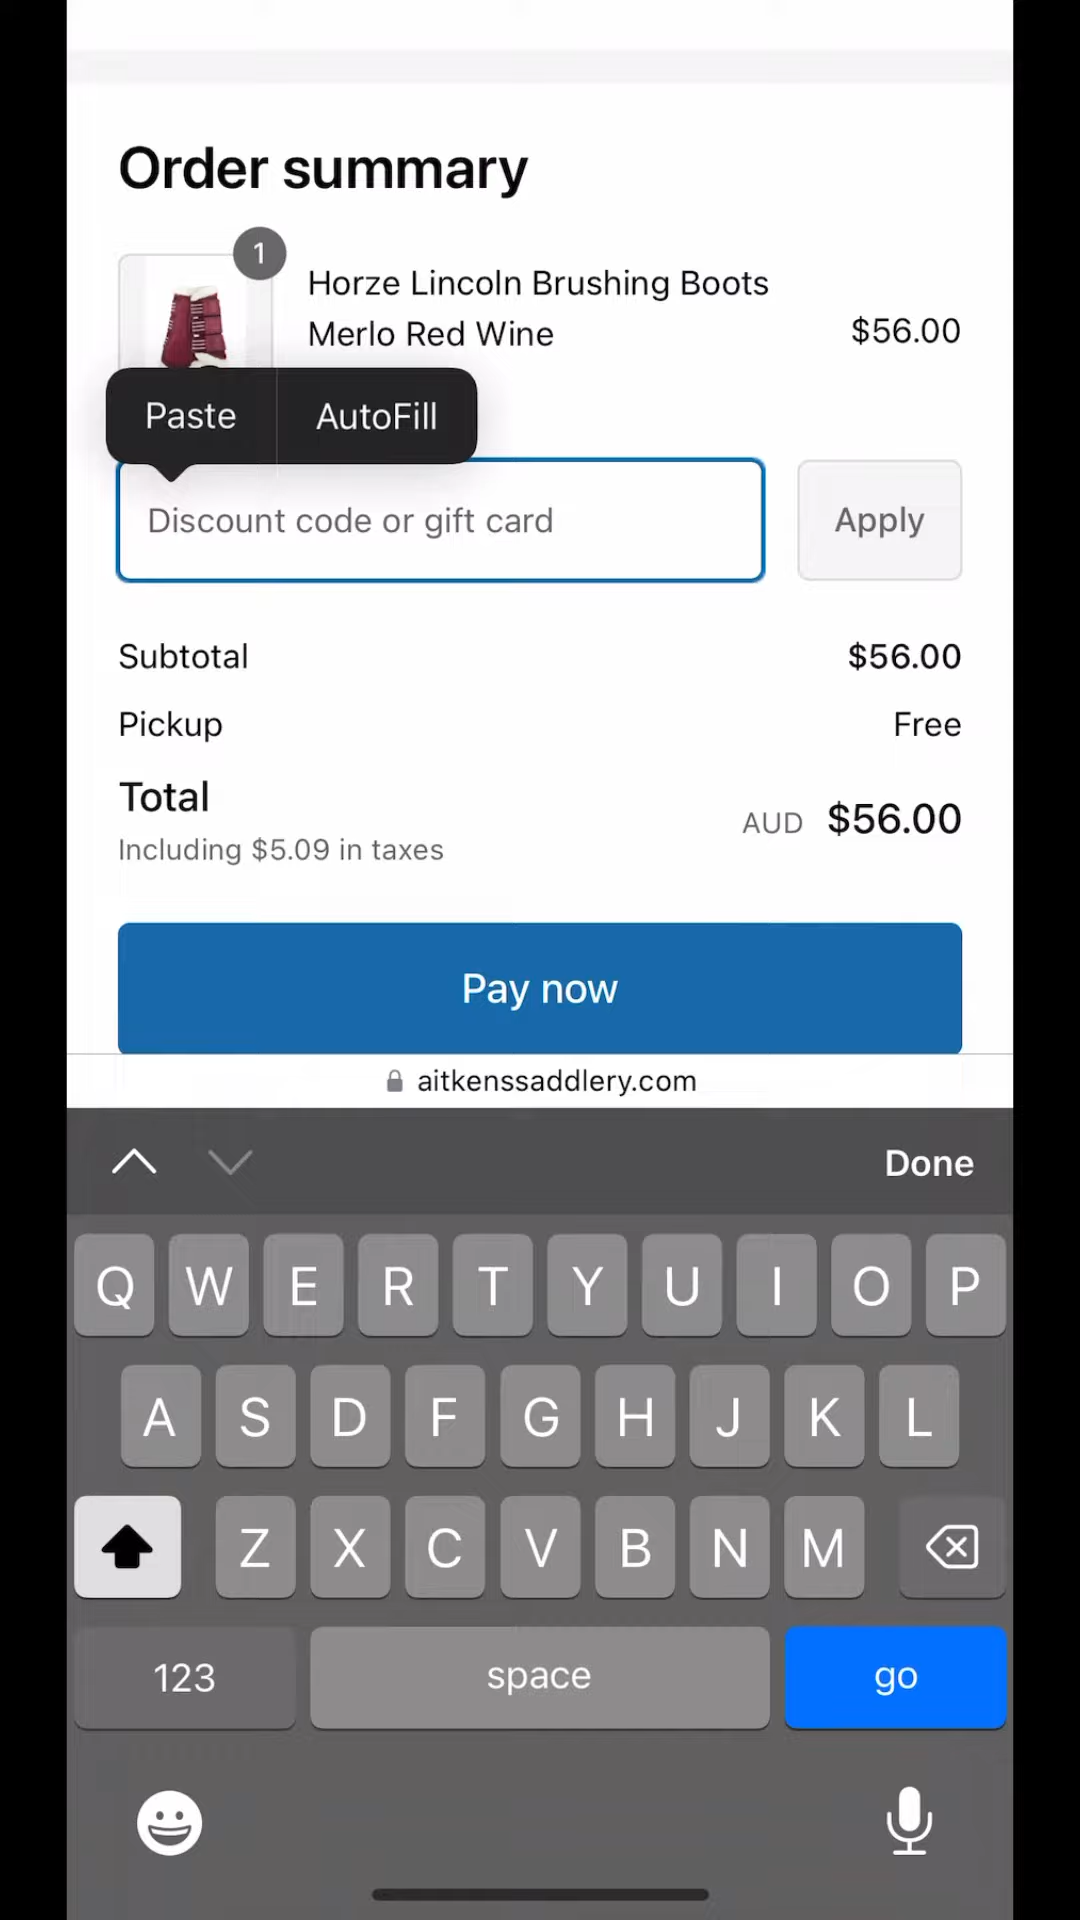 Order summary
1
Horze Lincoln Brushing Boots
Merlo Red Wine
$56.00
Paste
AutoFill
Discount code or gift card
Apply
Subtotal
$56.00
Pickup
Free
Total
AUD $56.00
Including $5.09 in taxes
Pay now
aitkenssaddlery.com
Done
Q W E R T Y U I O P
A S D F G H J K L
Z X C V B N M
123
space
go